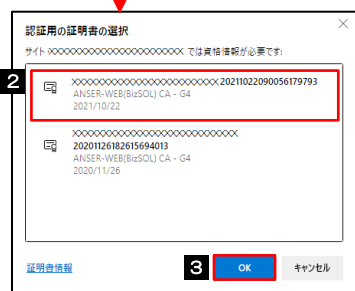 認証用の証明書の選択
サイト XXXXXXXXXXXXXXXXXXXXXXX では資格情報が必要です:
2
XXXXXXXXXXXXXXXXXXXXXXXXX20211022090056179793
ANSER-WEB(BizSOL) CA - G4
2021/10/22
XXXXXXXXXXXXXXXXXXXXXXXXXXXX
20201126182615694013
ANSER-WEB(BizSOL) CA - G4
2020/11/26
証明書情報
3
OK
キャンセル